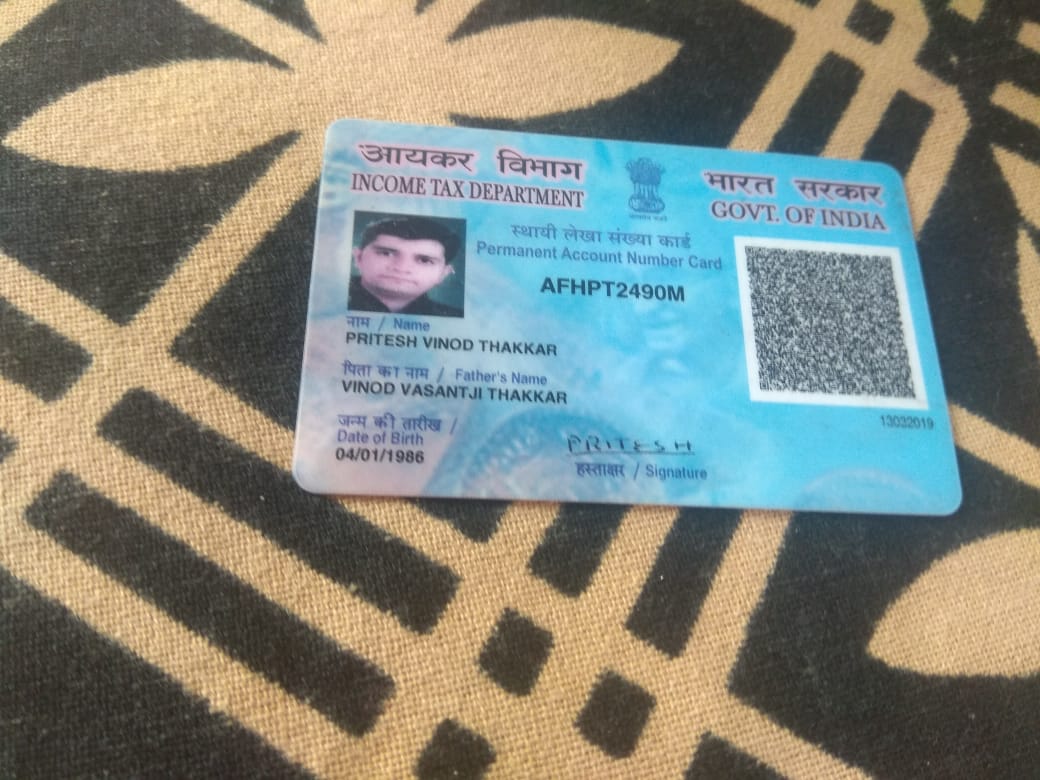 आयकर विभाग
INCOME TAX DEPARTMENT
भारत सरकार
GOVT. OF INDIA
स्थायी लेखा संख्या कार्ड
Permanent Account Number Card
AFHPT2490M
नाम / Name
PRITESH VINOD THAKKAR
पिता का नाम / Father's Name
VINOD VASANTJI THAKKAR
जन्म की तारीख /
Date of Birth
04/01/1986
PRITESH
हस्ताक्षर / Signature
13032019